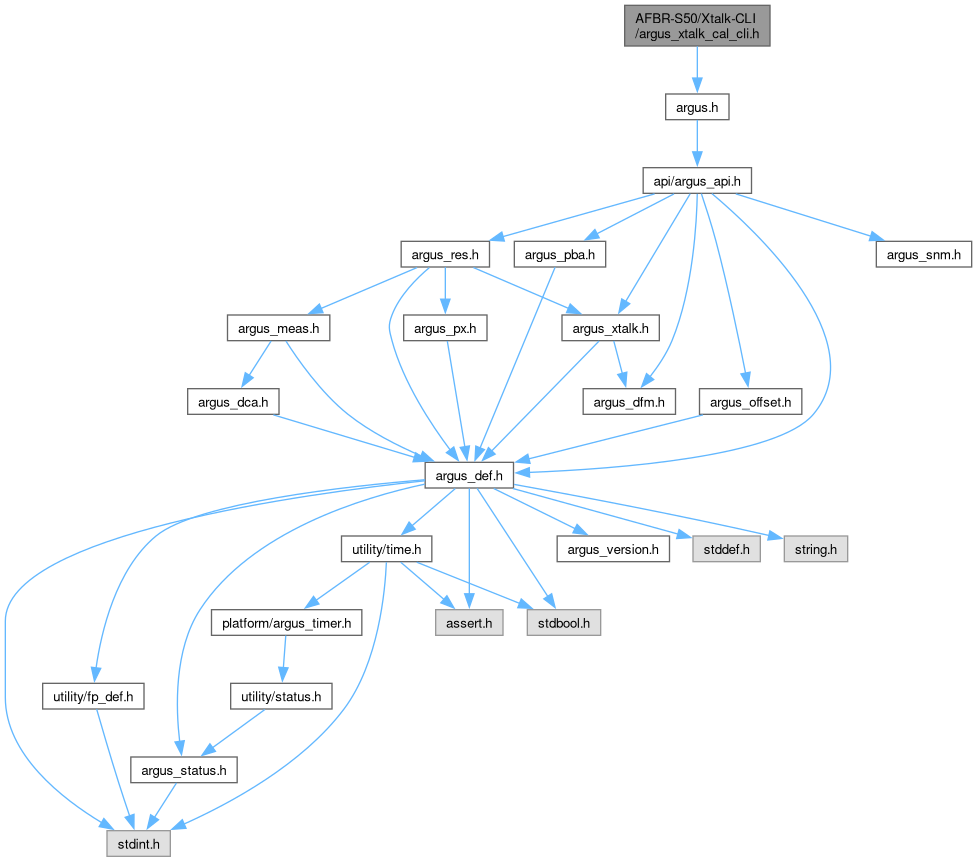 AFBR-S50/Xtalk-CLI
/argus_xtalk_cal_cli.h
argus.h
api/argus_api.h
argus_res.h
argus_pba.h
argus_snm.h
argus_meas.h
argus_px.h
argus_xtalk.h
argus_dca.h
argus_dfm.h
argus_offset.h
argus_def.h
utility/time.h
argus_version.h
stddef.h
string.h
platform/argus_timer.h
assert.h
stdbool.h
utility/fp_def.h
utility/status.h
argus_status.h
stdint.h